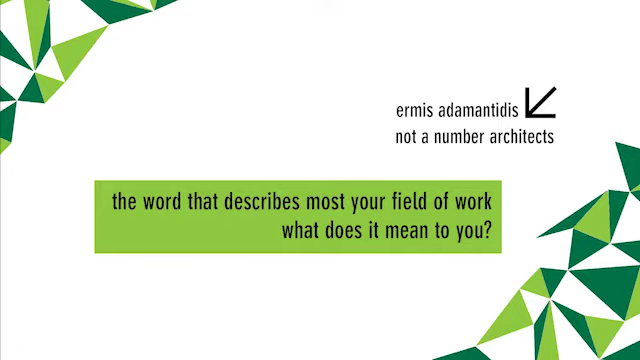 ermis adamantidis
not a number architects
the word that describes most your field of work
what does it mean to you?